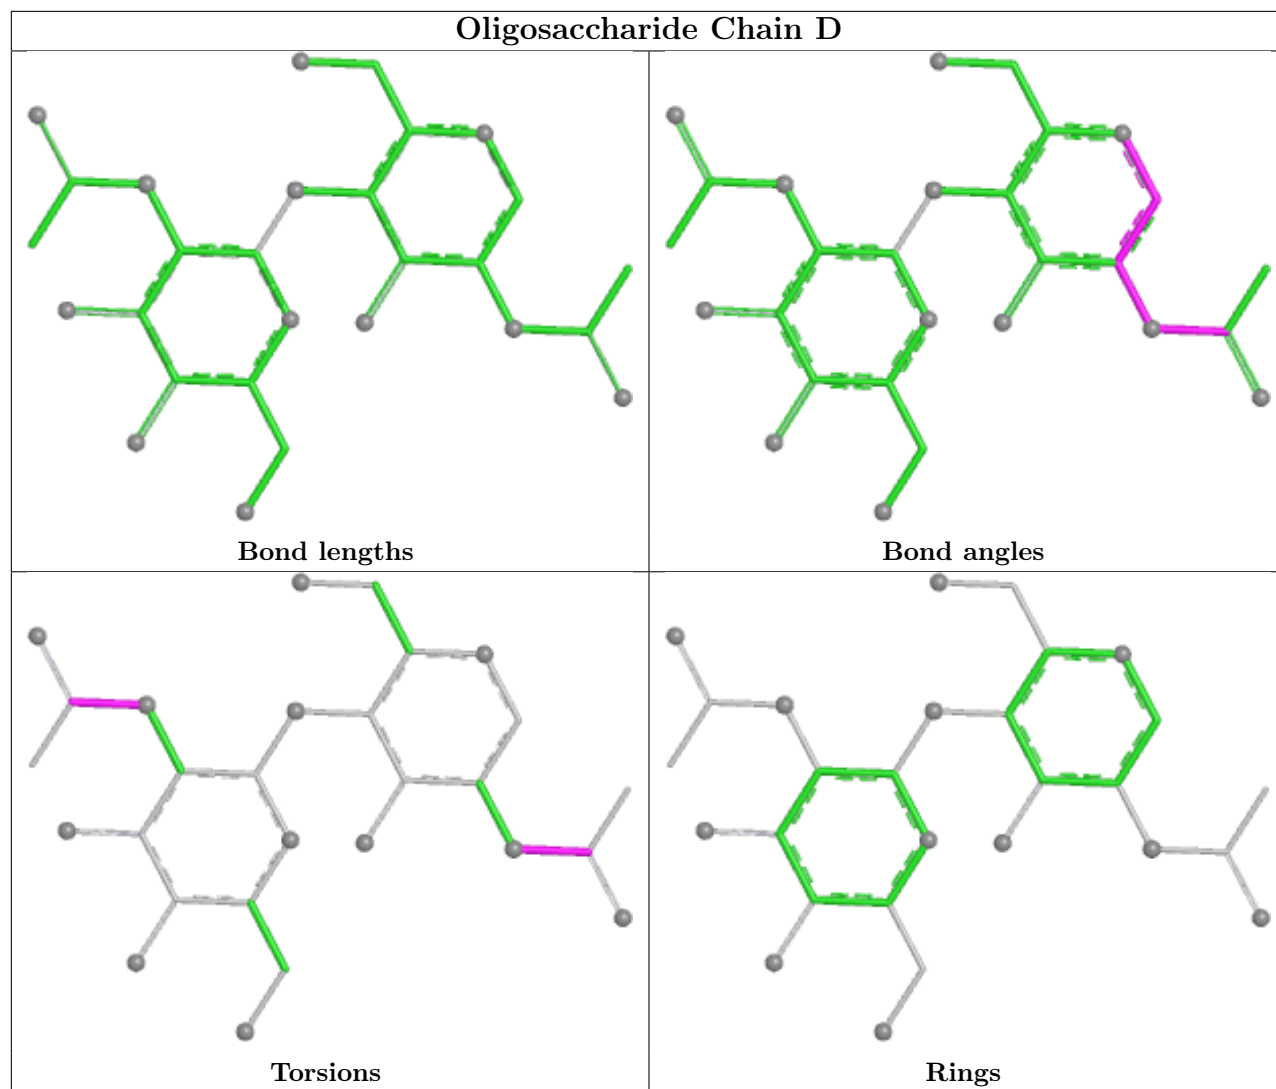 Oligosaccharide Chain D
Bond lengths
Bond angles
Torsions
Rings